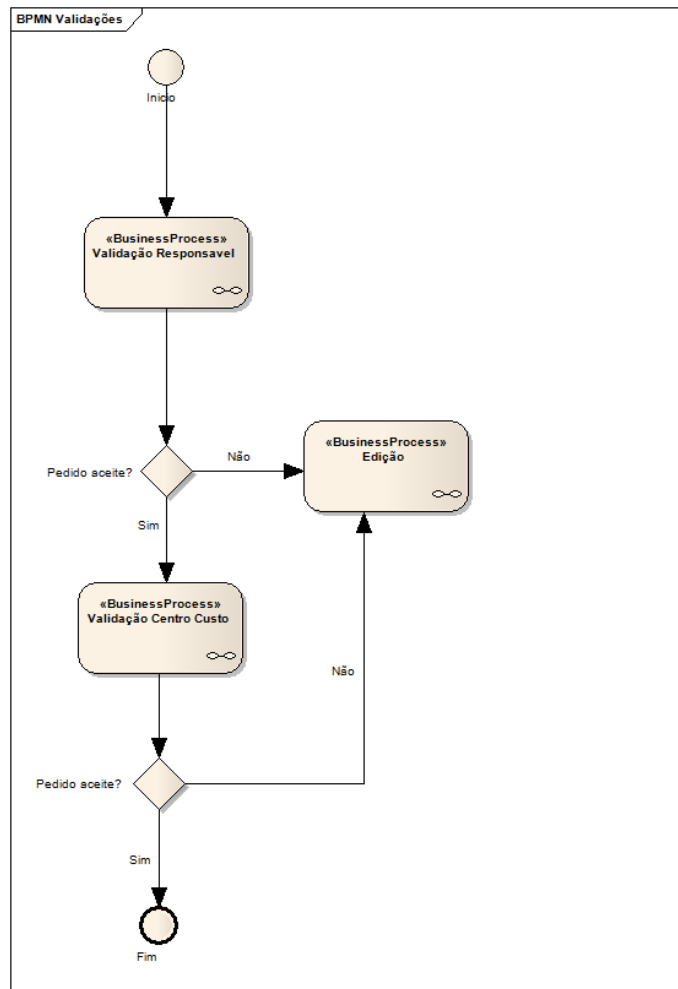 BPMN Validações
Inicio
«BusinessProcess»
Validação Responsavel
«BusinessProcess»
Edição
Pedido aceite?
Não
Sim
«BusinessProcess»
Validação Centro Custo
Não
Pedido aceite?
Sim
Fim